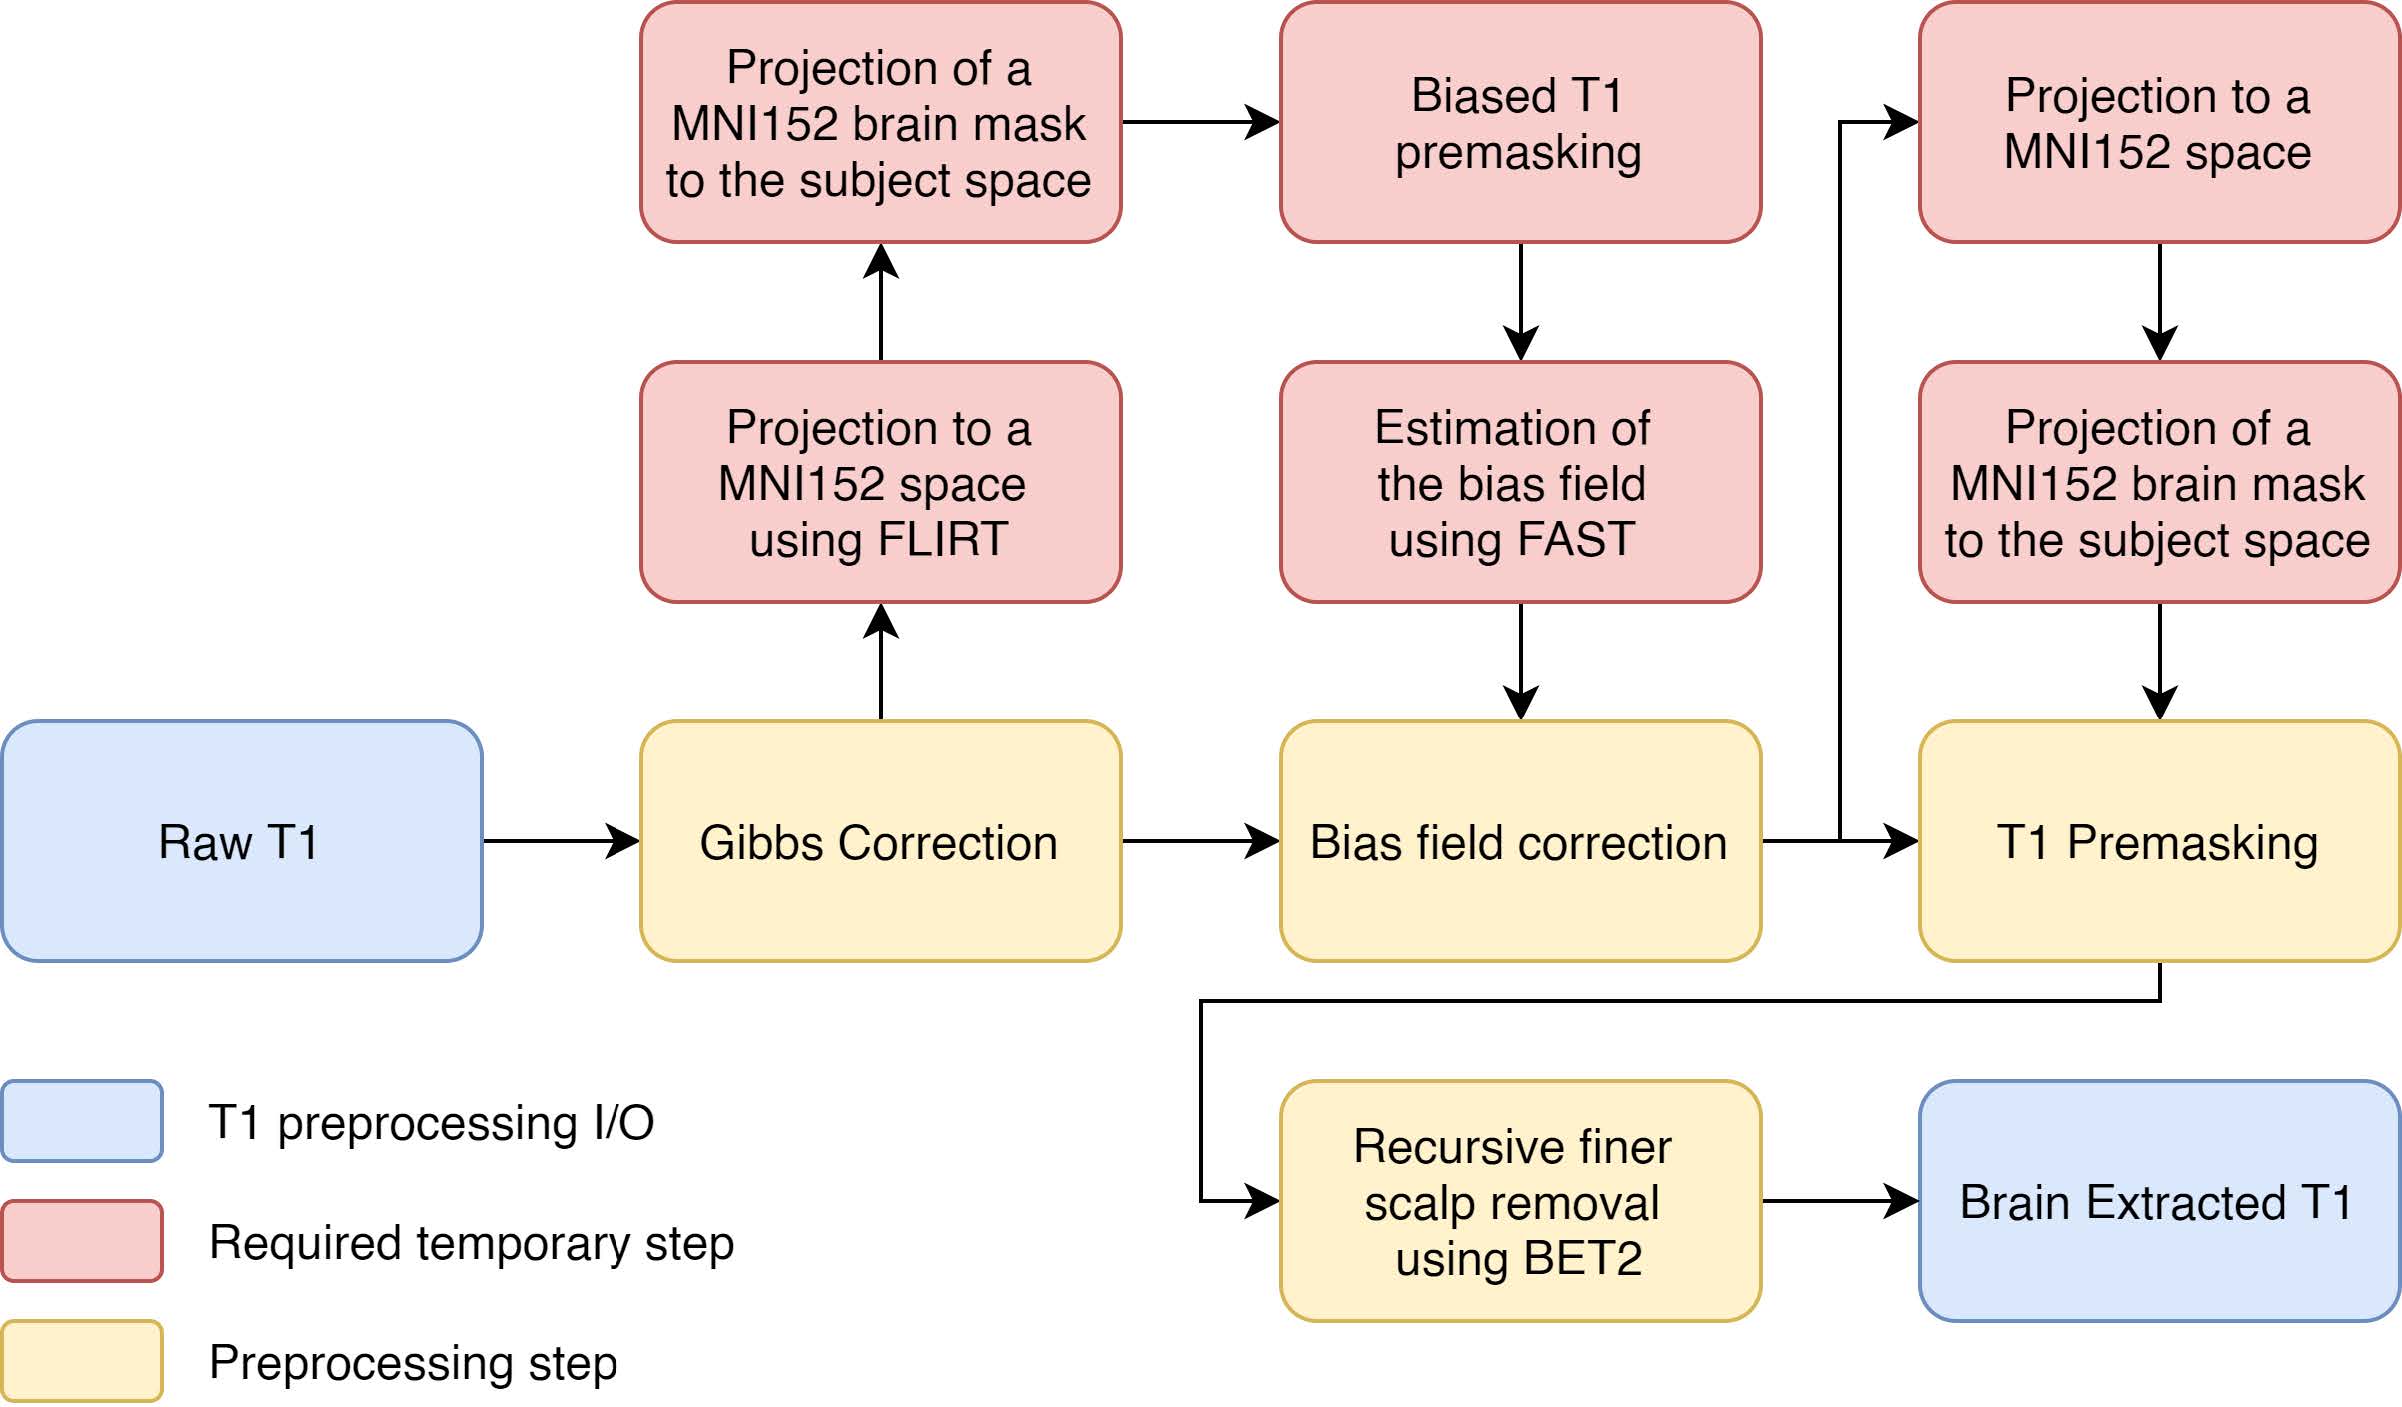 Projection of a
MNI152 brain mask
to the subject space
Biased T1
premasking
Projection to a
MNI152 space
Projection to a
MNI152 space
using FLIRT
Estimation of
the bias field
using FAST
Projection of a
MNI152 brain mask
to the subject space
Raw T1
Gibbs Correction
Bias field correction
T1 Premasking
T1 preprocessing I/O
Required temporary step
Preprocessing step
Recursive finer
scalp removal
using BET2
Brain Extracted T1